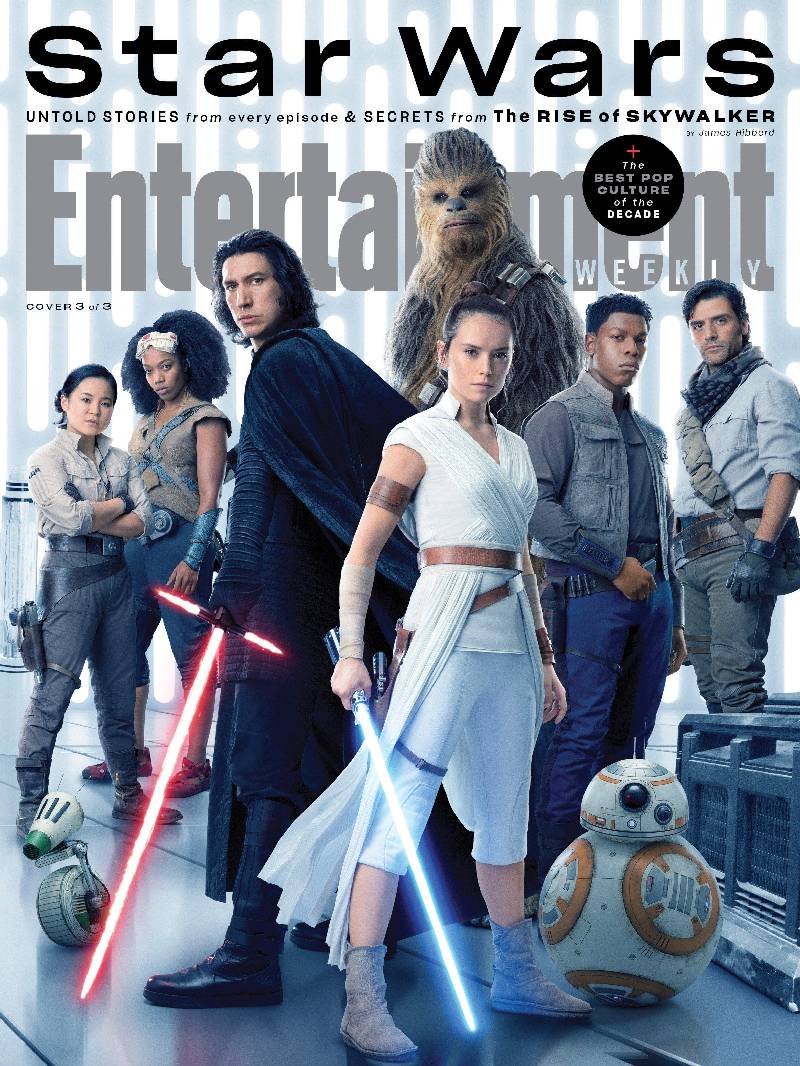 Star Wars
UNTOLD STORIES from every episode & SECRETS from The RISE of SKYWALKER
BY James Hibberd
Entertainment
WEEKLY
+
The
BEST POP
CULTURE
of the
DECADE
COVER 3 of 3